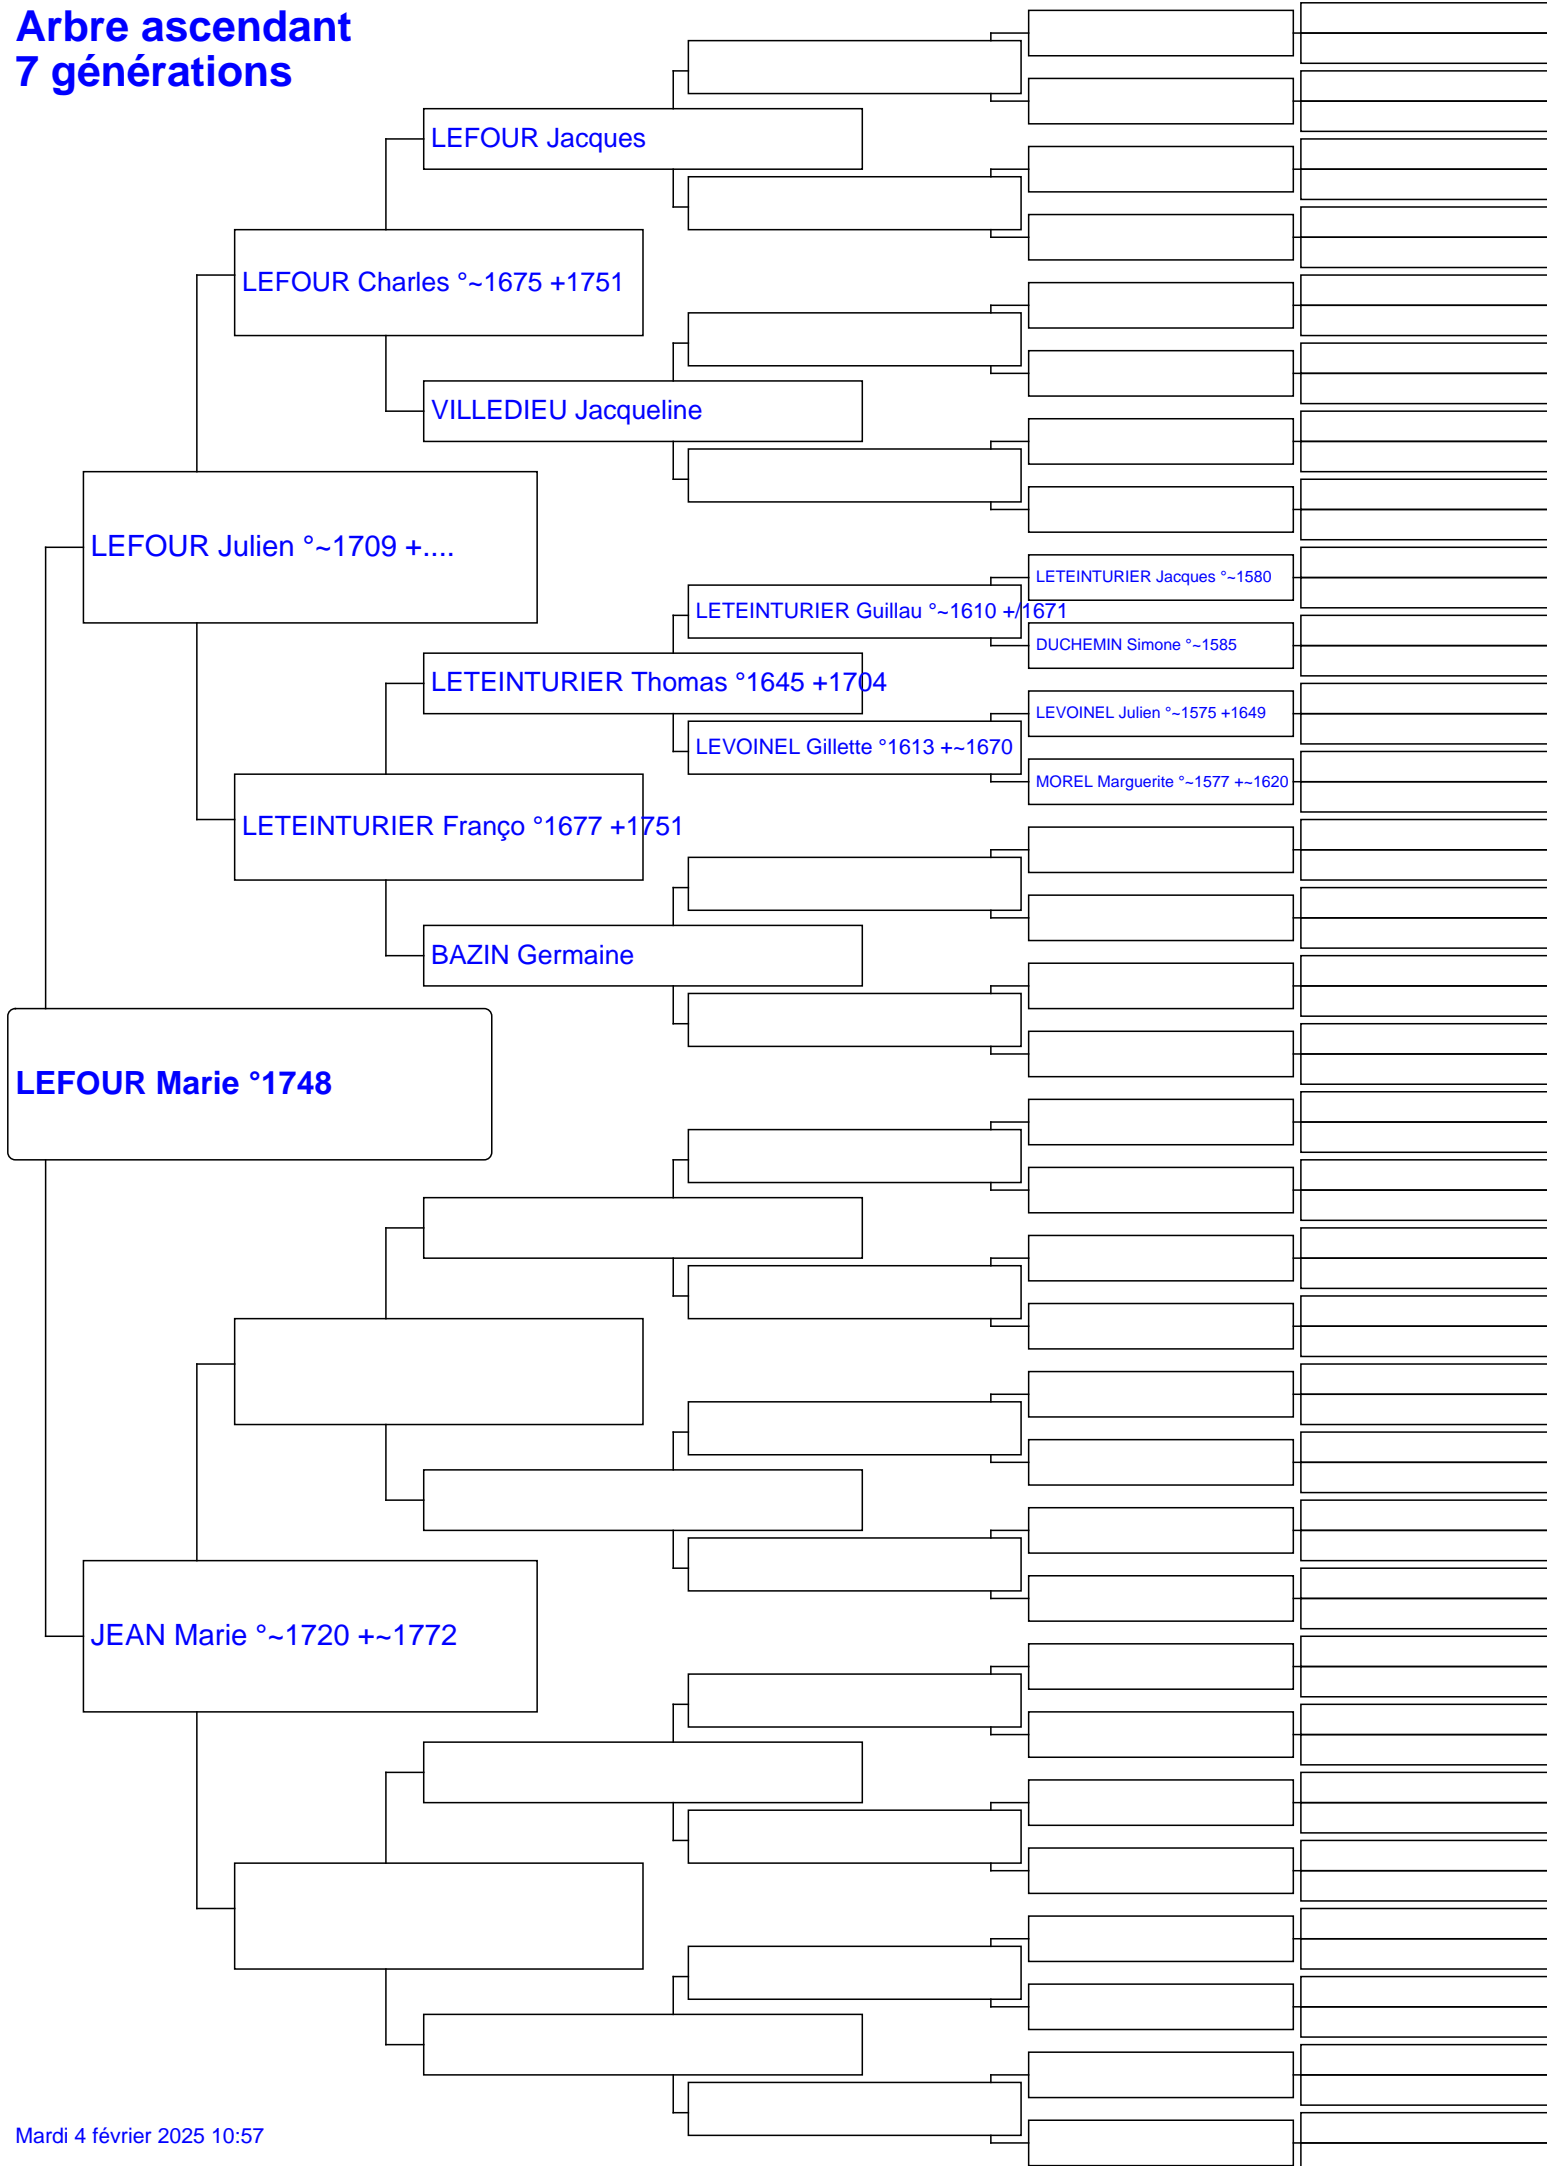 Arbre ascendant
7 générations
LEFOUR Jacques
LEFOUR Charles °~1675 +1751
VILLEDIEU Jacqueline
LEFOUR Julien °~1709 +....
LETEINTURIER Jacques °~1580
LETEINTURIER Guillau °~1610 +/1671
DUCHEMIN Simone °~1585
LETEINTURIER Thomas °1645 +1704
LEVOINEL Julien °~1575 +1649
LEVOINEL Gillette °1613 +~1670
MOREL Marguerite °~1577 +~1620
LETEINTURIER Franço °1677 +1751
BAZIN Germaine
LEFOUR Marie °1748
JEAN Marie °~1720 +~1772
Mardi 4 février 2025 10:57